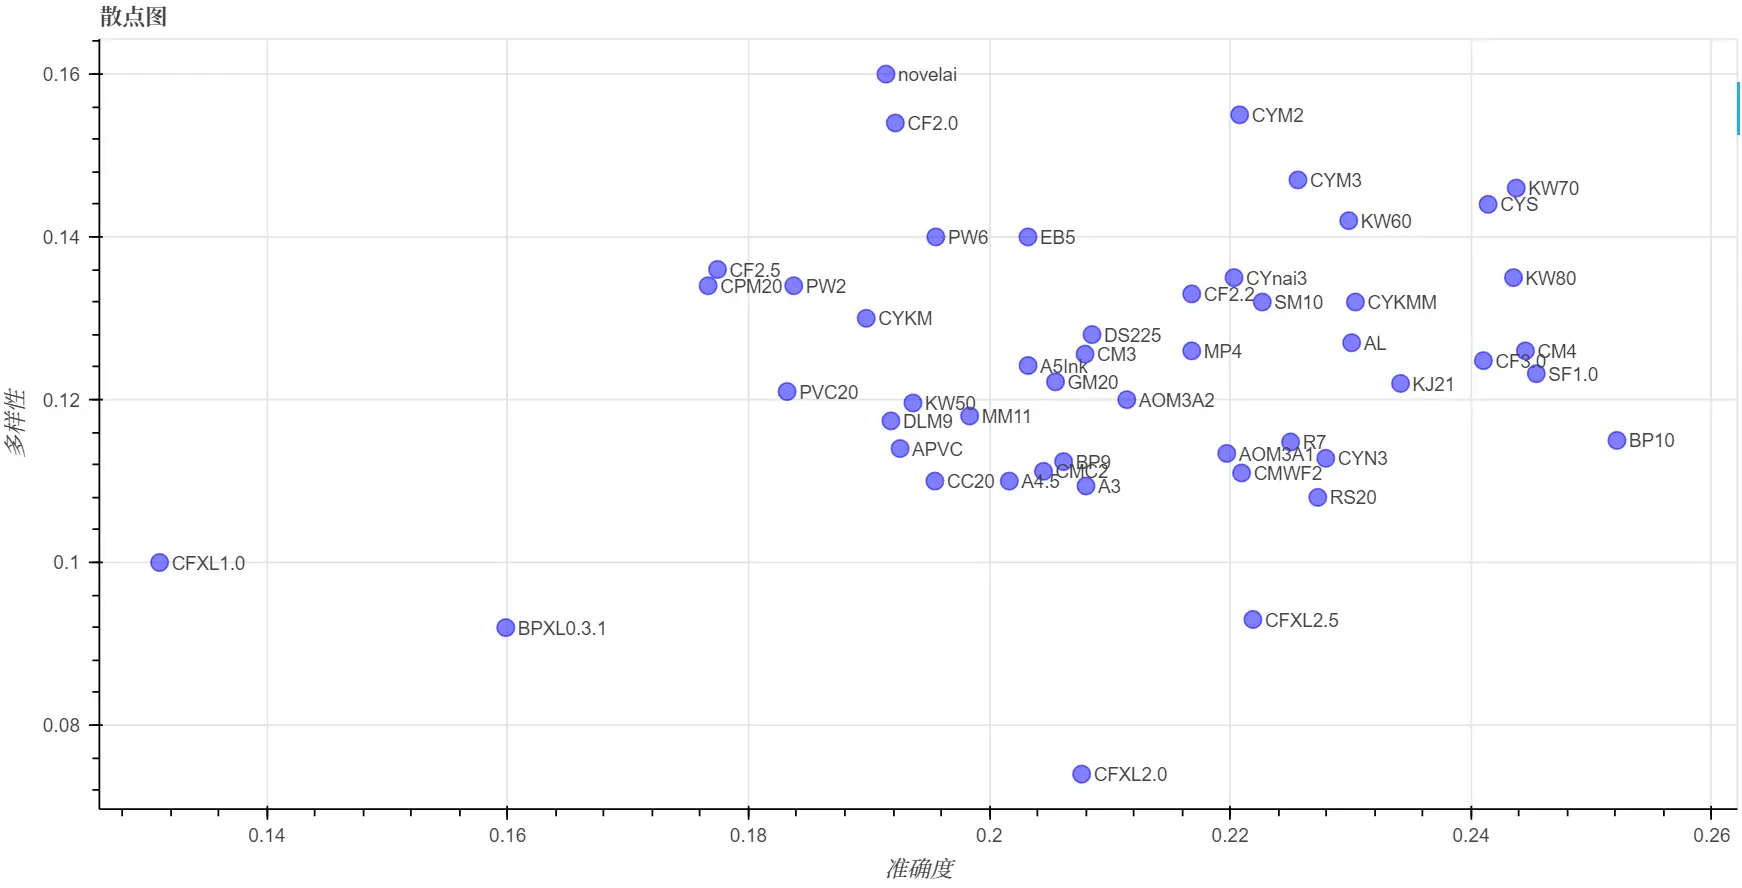 散点图
0.16
novelai
CF2.0
CYM2
CYM3
KW70
CYS
KW60
0.14
PW6
EB5
CF2.5
CPM20
PW2
CYnai3
KW80
CF2.2
SM10
CYKMM
CYKM
DS225
CM3
MP4
AL
CM4
CF3.0
A5Ink
SF1.0
GM20
KJ21
PVC20
0.12
KW50
AOM3A2
MM11
DLM9
R7
BP10
APVC
AOM3A1
CYN3
BP9
CMC2
CMWF2
CC20
A4.5
A3
RS20
0.1
CFXL1.0
BPXL0.3.1
CFXL2.5
0.08
CFXL2.0
多样性
0.14
0.16
0.18
0.2
0.22
0.24
0.26
准确度